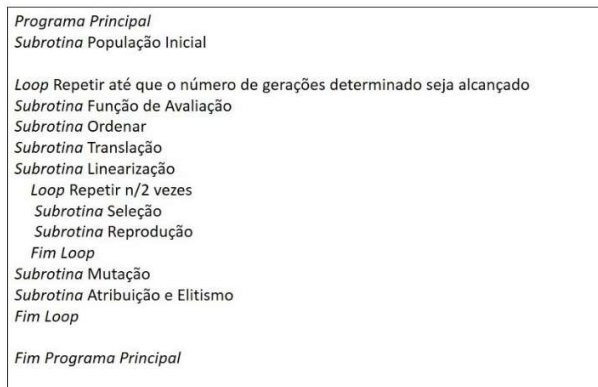 Programa Principal
Subrotina População Inicial
Loop Repetir até que o número de gerações determinado seja alcançado
Subrotina Função de Avaliação
Subrotina Ordenar
Subrotina Translação
Subrotina Linearização
Loop Repetir n/2 vezes
Subrotina Seleção
Subrotina Reprodução
Fim Loop
Subrotina Mutação
Subrotina Atribuição e Elitismo
Fim Loop
Fim Programa Principal